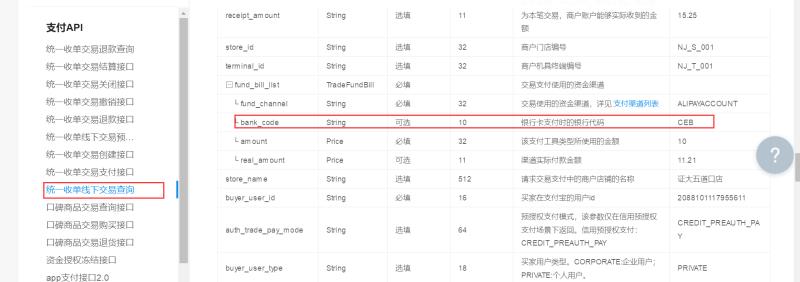 支付API
统一收单交易退款查询
统一收单交易结算接口
统一收单交易关闭接口
统一收单交易撤销接口
统一收单交易退款接口
统一收单线下交易预...
统一收单交易创建接口
统一收单交易支付接口
统一收单线下交易查询
口碑商品交易查询接口
口碑商品交易购买接口
口碑商品交易退货接口
资金授权冻结接口
app支付接口2.0
receipt_amount String 选填 11 为本笔交易，商户账户能够实际收到的金额 15.25
store_id String 选填 32 商户门店编号 NJ_S_001
terminal_id String 选填 32 商户机具终端编号 NJ_T_001
fund_bill_list TradeFundBill 必填 交易支付使用的资金渠道
└ fund_channel String 必填 32 交易使用的资金渠道，详见 支付渠道列表 ALIPAYACCOUNT
└ bank_code String 可选 10 银行卡支付时的银行代码 CEB
└ amount Price 必填 32 该支付工具类型所使用的金额 10
└ real_amount Price 可选 11 渠道实际付款金额 11.21
store_name String 选填 512 请求交易支付中的商户店铺的名称 证大五道口店
buyer_user_id String 必填 16 买家在支付宝的用户id 2088101117955611
auth_trade_pay_mode String 选填 64 预授权支付模式，该参数仅在信用预授权支付场景下返回。信用预授权支付：CREDIT_PREAUTH_PAY CREDIT_PREAUTH_PAY
buyer_user_type String 选填 18 买家用户类型。CORPORATE:企业用户；PRIVATE:个人用户。 PRIVATE
?